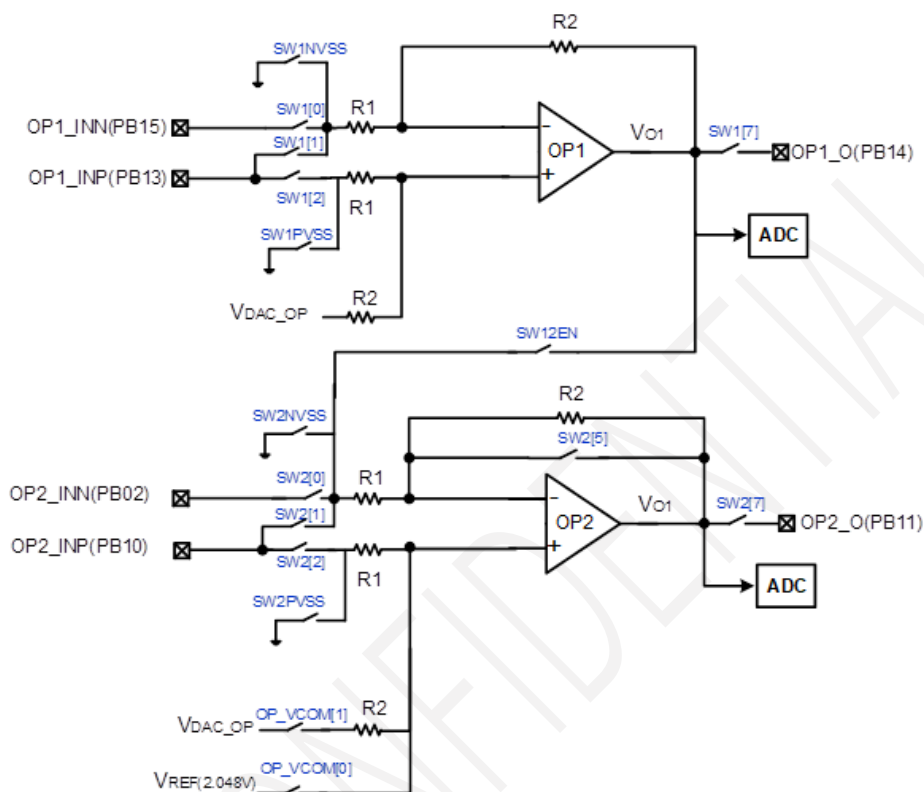 R2
SW1NVSS
SW1[0]
R1
OP1_INN(PB15)
SW1[1]
OP1
VO1
SW1[7]
OP1_O(PB14)
OP1_INP(PB13)
SW1[2]
R1
SW1PVSS
ADC
VDAC_OP
R2
SW12EN
R2
SW2NVSS
SW2[5]
SW2[0]
R1
OP2_INN(PB02)
SW2[1]
OP2
VO1
SW2[7]
OP2_O(PB11)
OP2_INP(PB10)
SW2[2]
R1
SW2PVSS
ADC
VDAC_OP
OP_VCOM[1]
R2
VREF(2.048V)
OP_VCOM[0]
NFIDENTIAL